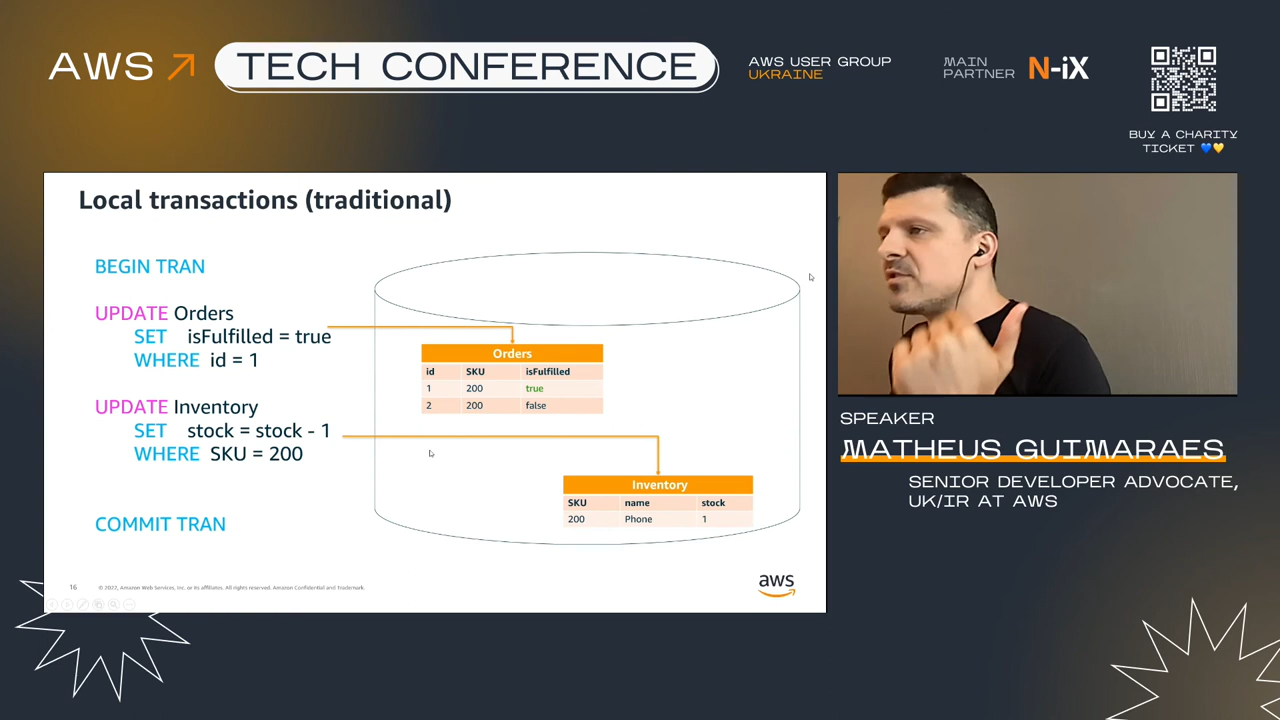 AWS TECH CONFERENCE
AWS USER GROUP
UKRAINE
MAIN
PARTNER
N-iX
BUY A CHARITY
TICKET 💙💛
Local transactions (traditional)
BEGIN TRAN
UPDATE Orders
SET isFulfilled = true
WHERE id = 1
UPDATE Inventory
SET stock = stock - 1
WHERE SKU = 200
COMMIT TRAN
Orders
id SKU isFulfilled
1 200 true
2 200 false
Inventory
SKU name stock
200 Phone 1
16 © 2022, Amazon Web Services, Inc. or its affiliates. All rights reserved. Amazon Confidential and Trademark.
aws
SPEAKER
MATHEUS GUIMARAES
SENIOR DEVELOPER ADVOCATE,
UK/IR AT AWS